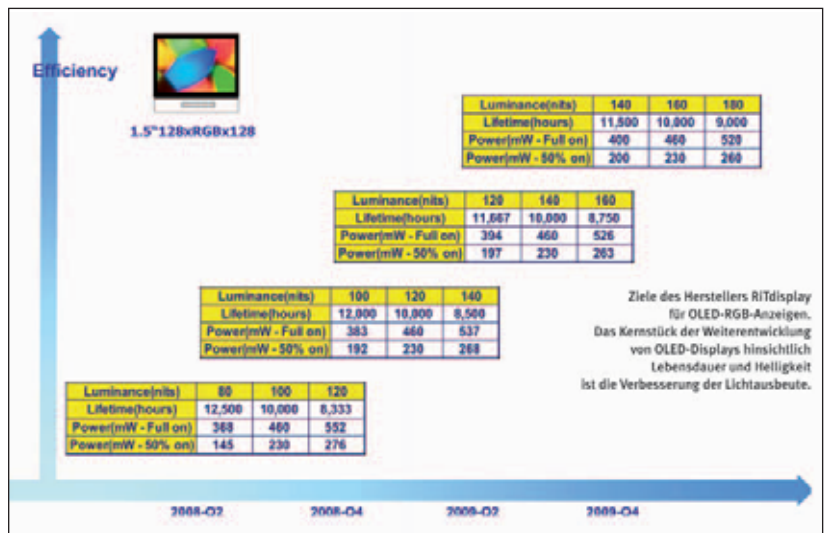 Efficiency
1.5"128xRGBx128
Luminance(nits) 140 160 180
Lifetime(hours) 11,500 10,000 9,000
Power(mW - Full on) 400 460 520
Power(mW - 50% on) 200 230 260
Luminance(nits) 120 140 160
Lifetime(hours) 11,667 10,000 8,750
Power(mW - Full on) 394 460 526
Power(mW - 50% on) 197 230 263
Luminance(nits) 100 120 140
Lifetime(hours) 12,000 10,000 8,500
Power(mW - Full on) 383 460 537
Power(mW - 50% on) 192 230 268
Ziele des Herstellers RiTdisplay
für OLED-RGB-Anzeigen.
Das Kernstück der Weiterentwicklung
von OLED-Displays hinsichtlich
Lebensdauer und Helligkeit
ist die Verbesserung der Lichtausbeute.
Luminance(nits) 80 100 120
Lifetime(hours) 12,500 10,000 8,333
Power(mW - Full on) 368 460 552
Power(mW - 50% on) 145 230 276
2008-Q2 2008-Q4 2009-Q2 2009-Q4